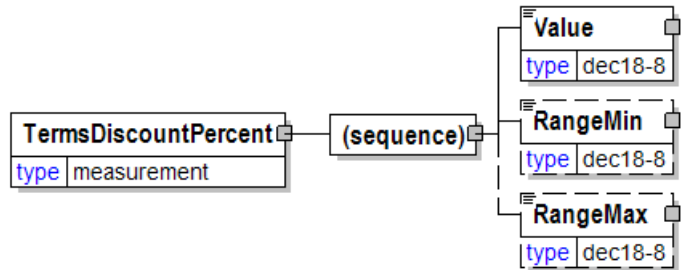 Value
type dec18-8
TermsDiscountPercent
type measurement
(sequence)
RangeMin
type dec18-8
RangeMax
type dec18-8